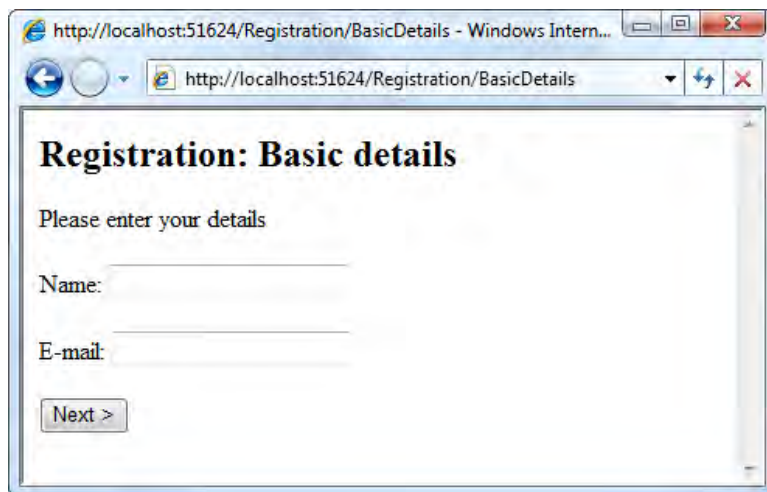 http://localhost:51624/Registration/BasicDetails - Windows Intern...
http://localhost:51624/Registration/BasicDetails
Registration: Basic details
Please enter your details
Name:
E-mail:
Next >